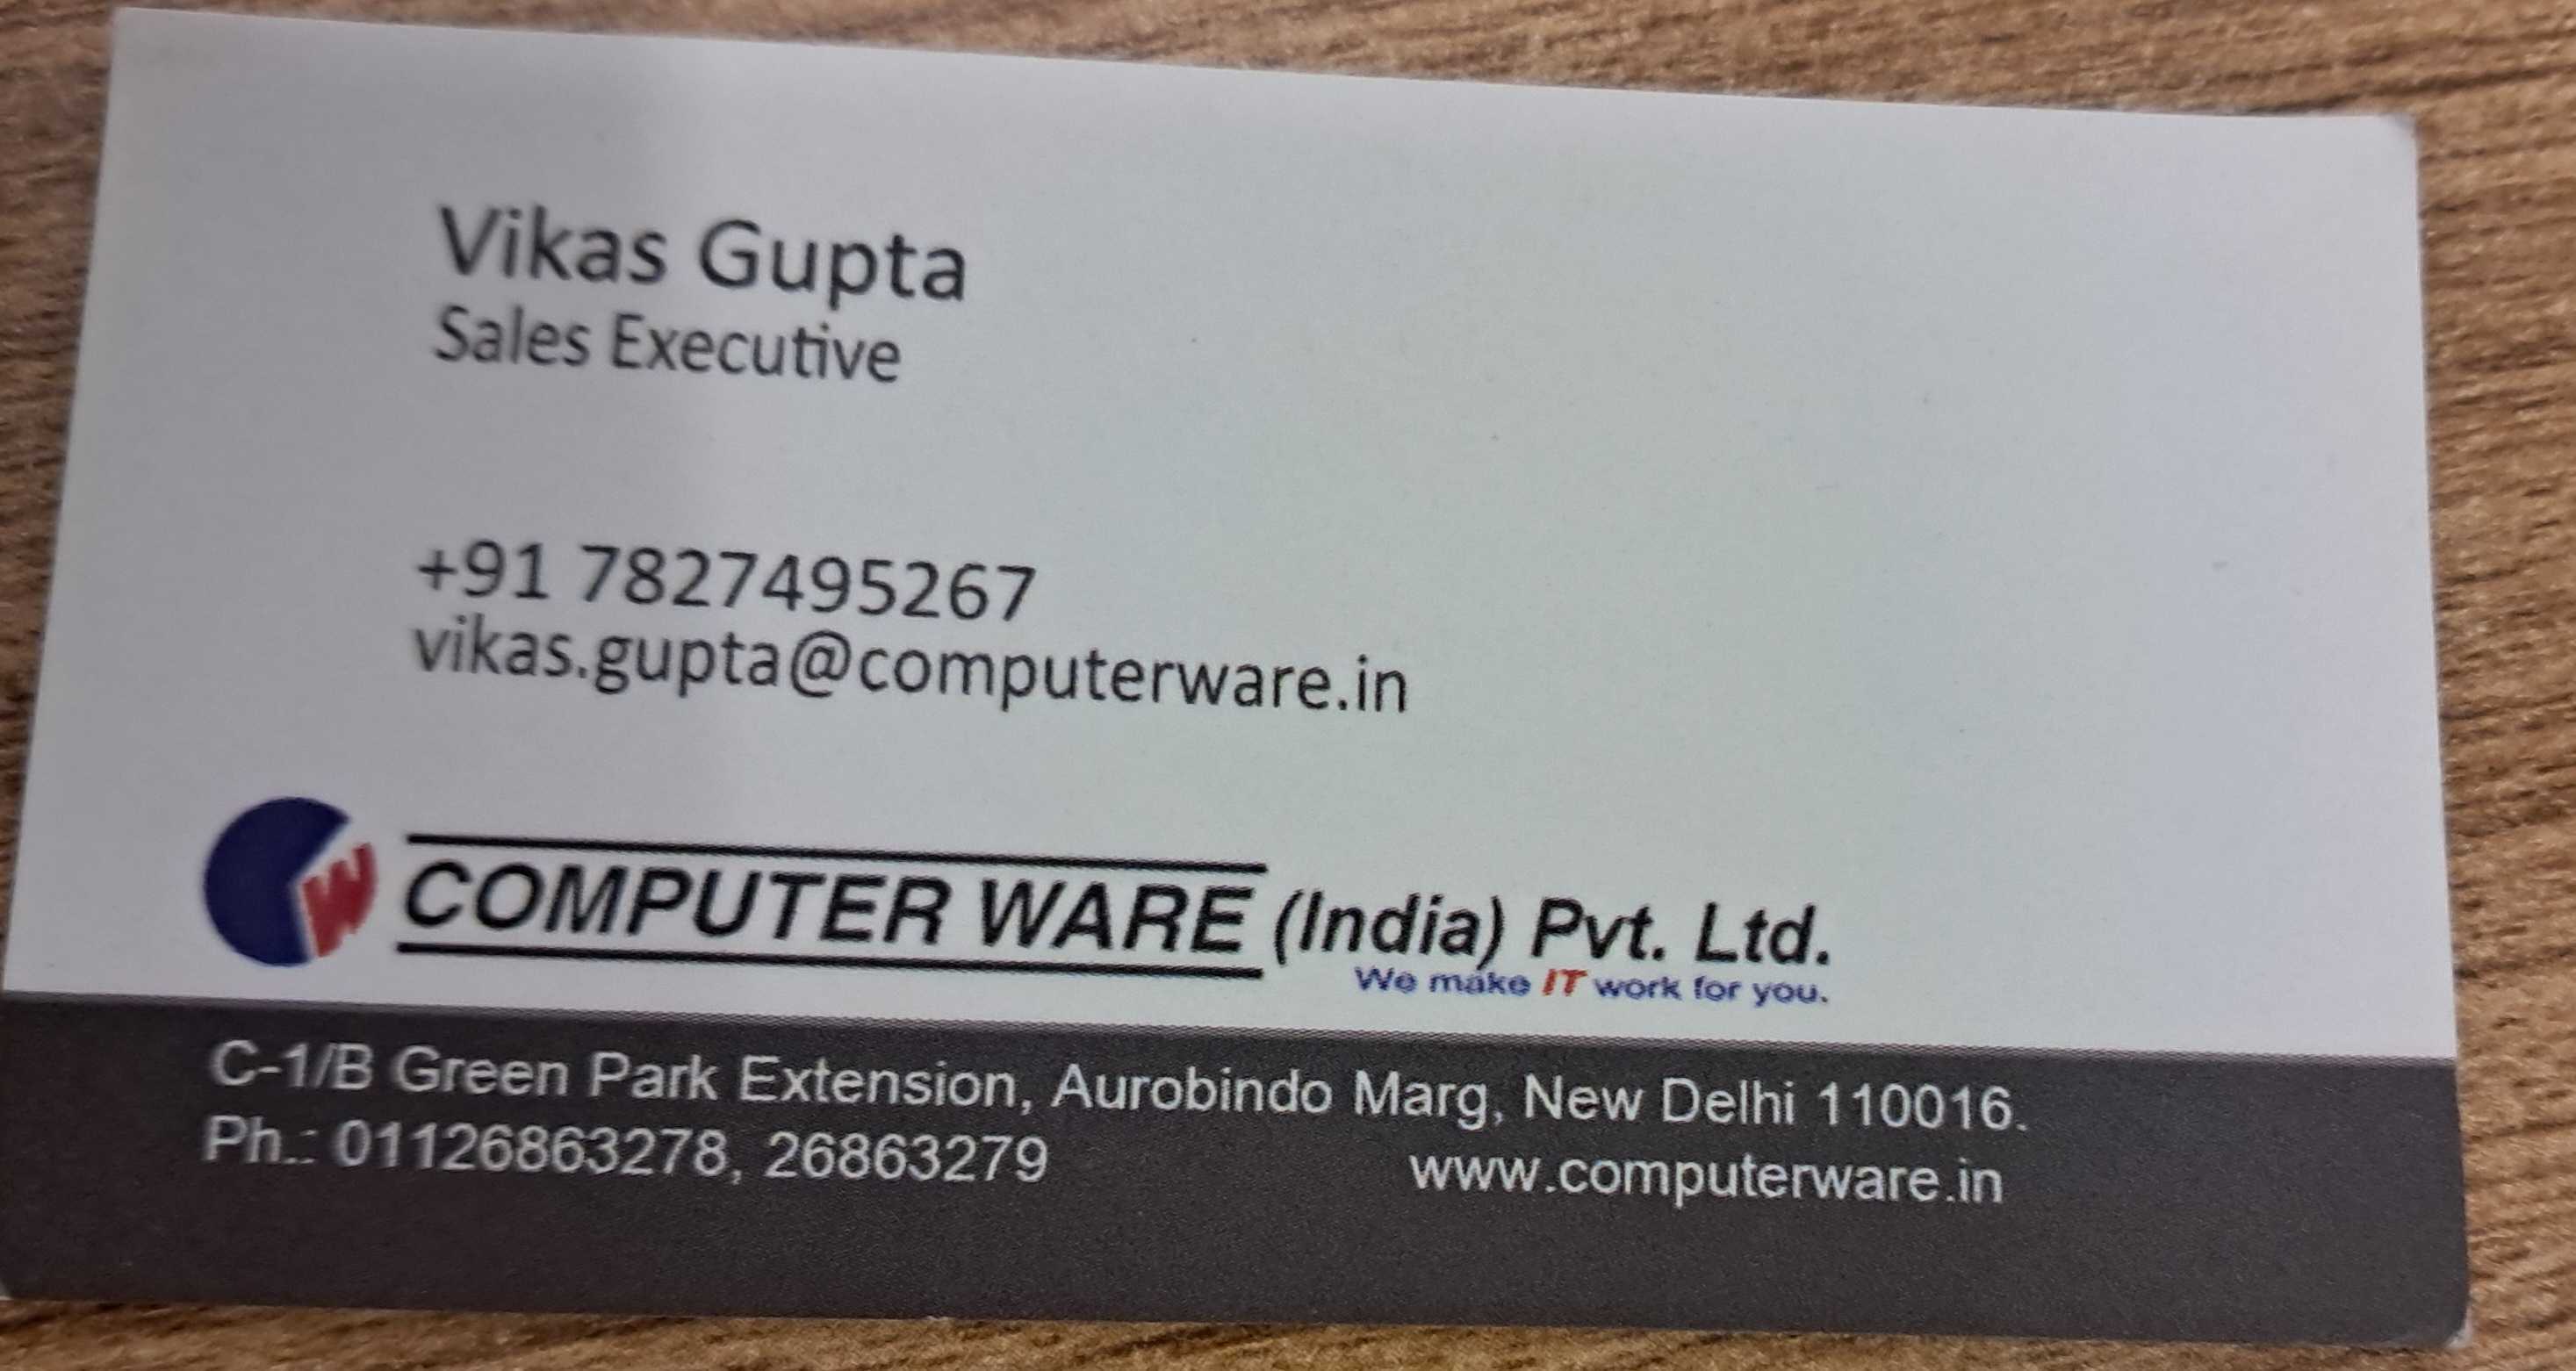 Vikas Gupta
Sales Executive
+91 7827495267
vikas.gupta@computerware.in
CW
COMPUTER WARE (India) Pvt. Ltd.
We make IT work for you.
C-1/B Green Park Extension, Aurobindo Marg, New Delhi 110016.
Ph.: 01126863278, 26863279 www.computerware.in